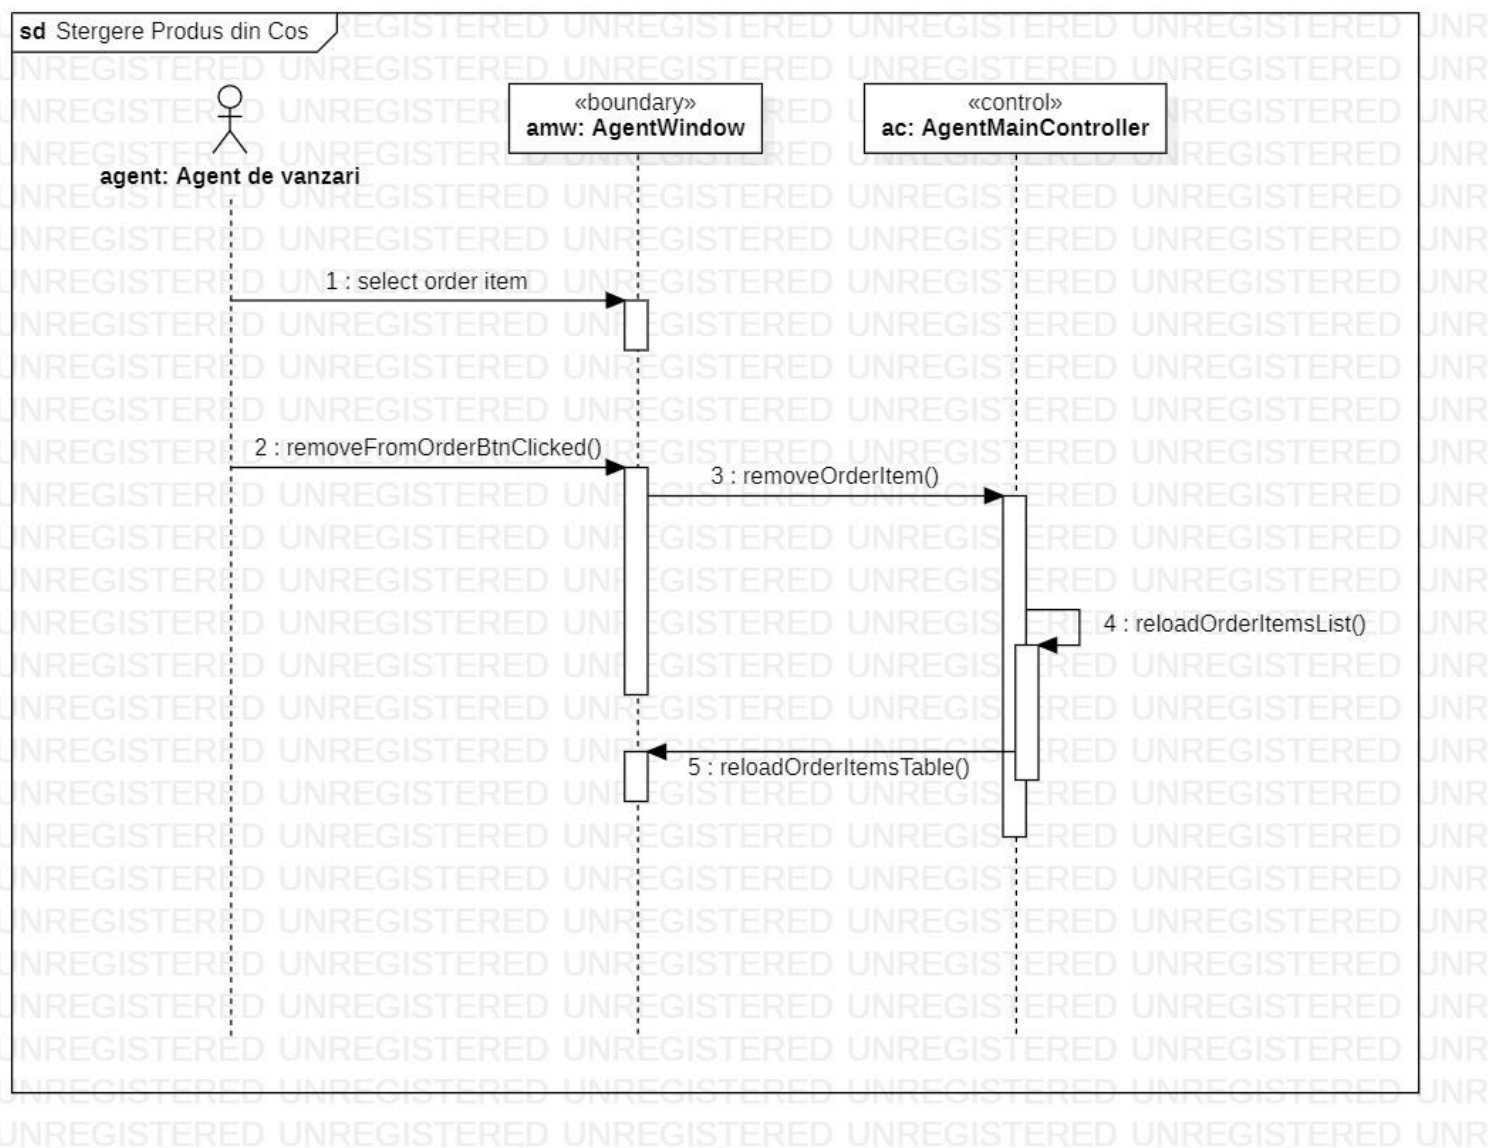 sd Stergere Produs din Cos
«boundary»
amw: AgentWindow
«control»
ac: AgentMainController
agent: Agent de vanzari
1 : select order item
2 : removeFromOrderBtnClicked()
3 : removeOrderItem()
4 : reloadOrderItemsList()
5 : reloadOrderItemsTable()
UNREGISTERED